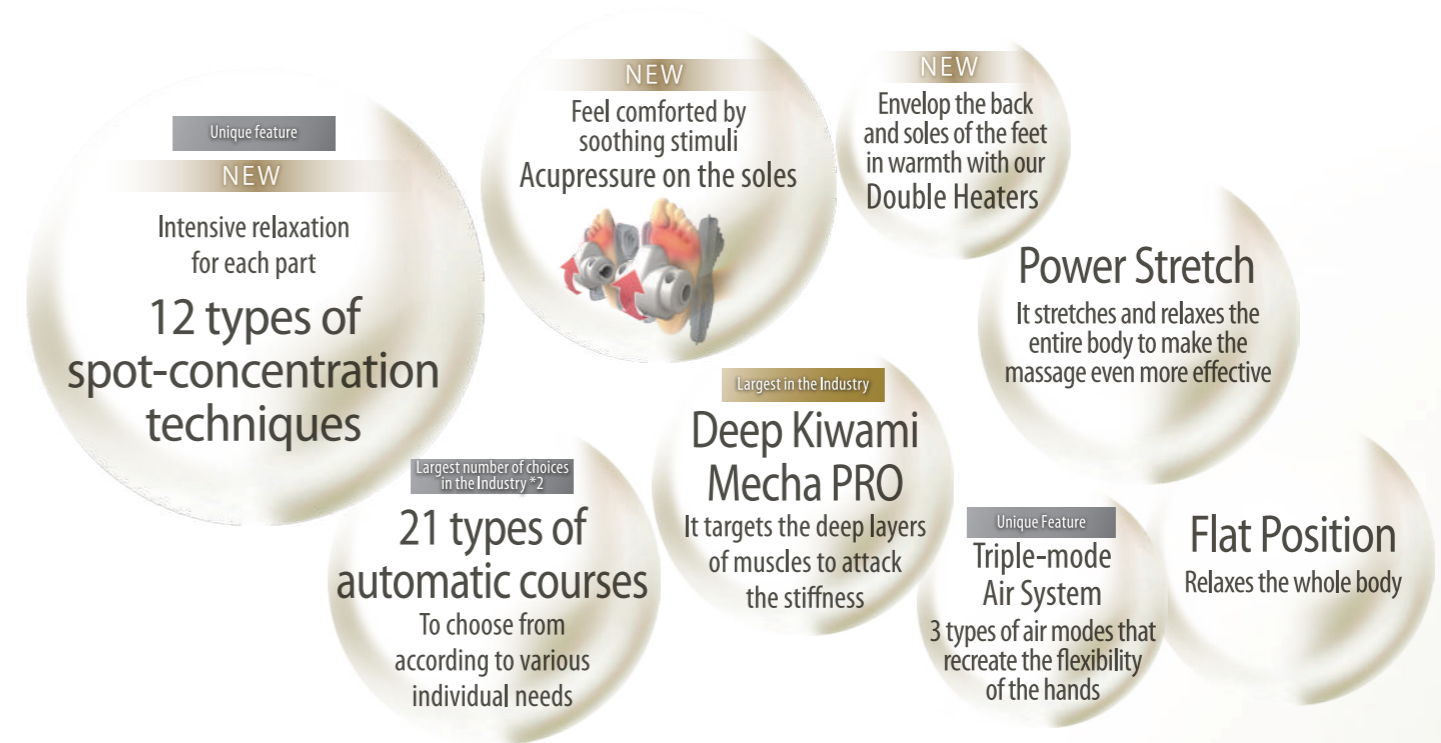 Unique feature
NEW
Intensive relaxation
for each part
12 types of
spot-concentration
techniques
NEW
Feel comforted by
soothing stimuli
Acupressure on the soles
NEW
Envelop the back
and soles of the feet
in warmth with our
Double Heaters
Power Stretch
It stretches and relaxes the
entire body to make the
massage even more effective
Largest number of choices
in the Industry *2
21 types of
automatic courses
To choose from
according to various
individual needs
Largest in the Industry
Deep Kiwami
Mecha PRO
It targets the deep layers
of muscles to attack
the stiffness
Unique Feature
Triple-mode
Air System
3 types of air modes that
recreate the flexibility
of the hands
Flat Position
Relaxes the whole body